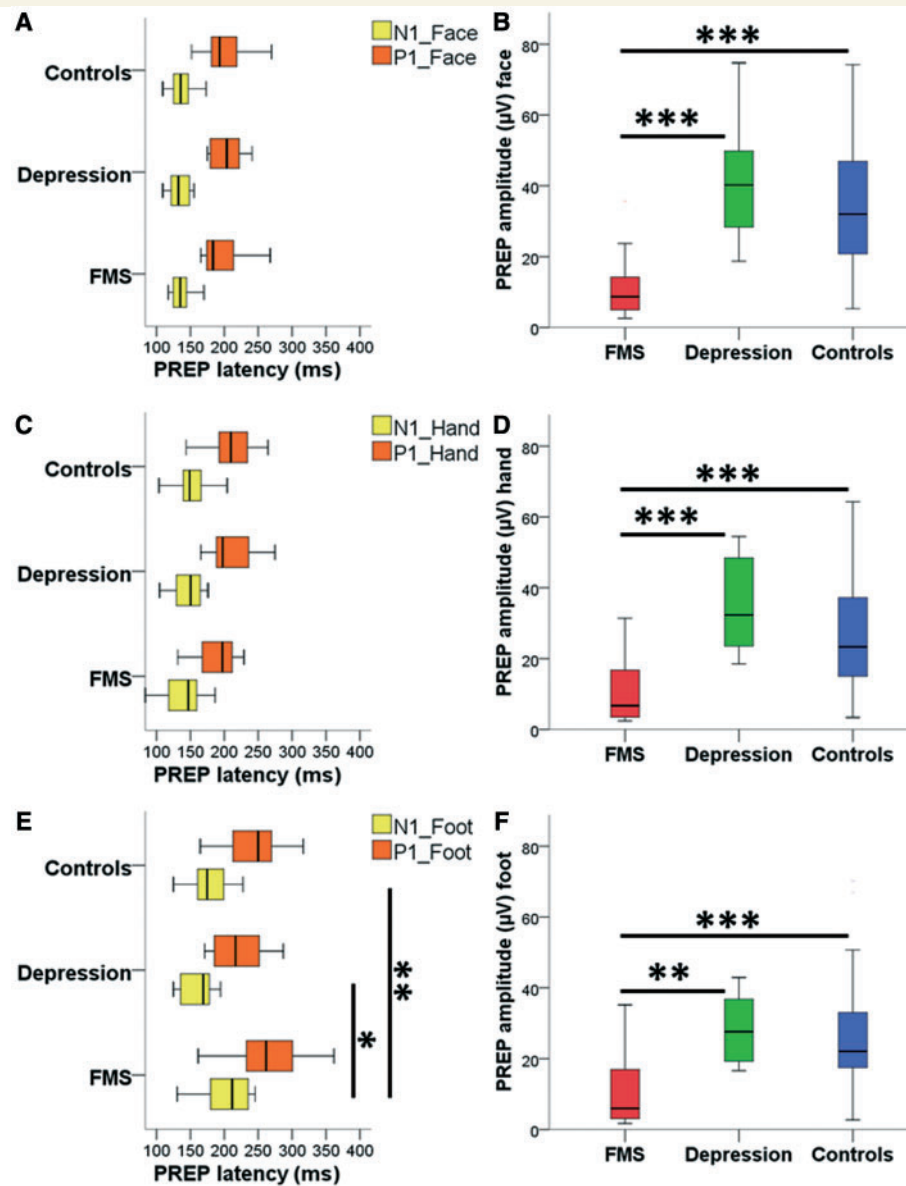 A
N1_Face
P1_Face
Controls
Depression
FMS
100 150 200 250 300 350 400
PREP latency (ms)
B
PREP amplitude (µV) face
80
60
40
20
0
***
***
FMS Depression Controls
C
N1_Hand
P1_Hand
Controls
Depression
FMS
100 150 200 250 300 350 400
PREP latency (ms)
D
PREP amplitude (µV) hand
80
60
40
20
0
***
***
FMS Depression Controls
E
N1_Foot
P1_Foot
Controls
Depression
FMS
**
*
100 150 200 250 300 350 400
PREP latency (ms)
F
PREP amplitude (µV) foot
80
60
40
20
0
***
**
FMS Depression Controls